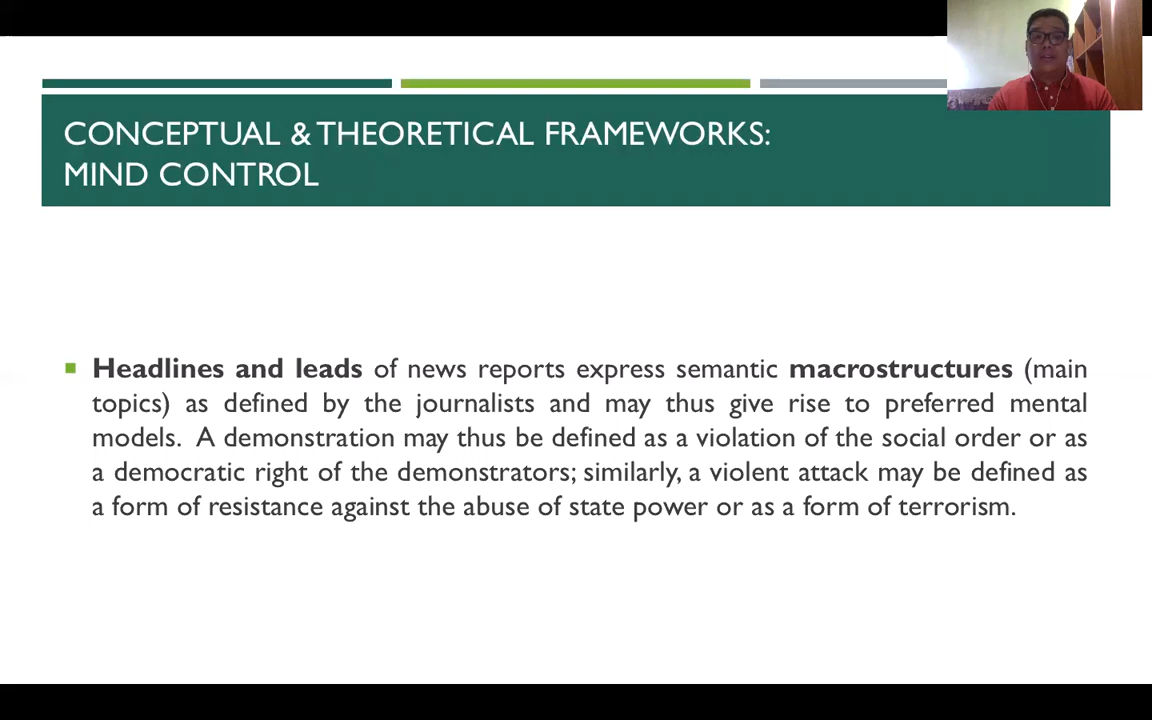 CONCEPTUAL & THEORETICAL FRAMEWORKS:
MIND CONTROL
Headlines and leads of news reports express semantic macrostructures (main
topics) as defined by the journalists and may thus give rise to preferred mental
models. A demonstration may thus be defined as a violation of the social order or as
a democratic right of the demonstrators; similarly, a violent attack may be defined as
a form of resistance against the abuse of state power or as a form of terrorism.